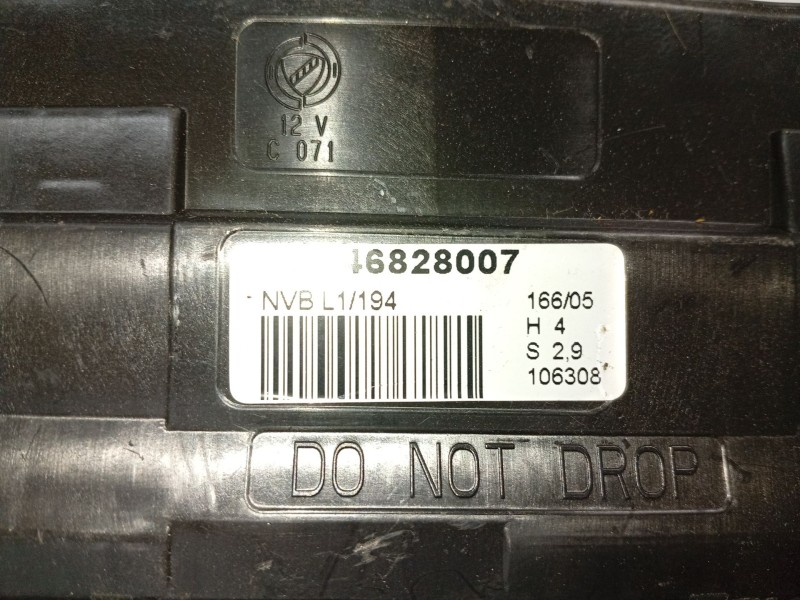 12 V
C 071
46828007
NVB L1/194
166/05
H 4
S 2,9
106308
DO NOT DROP